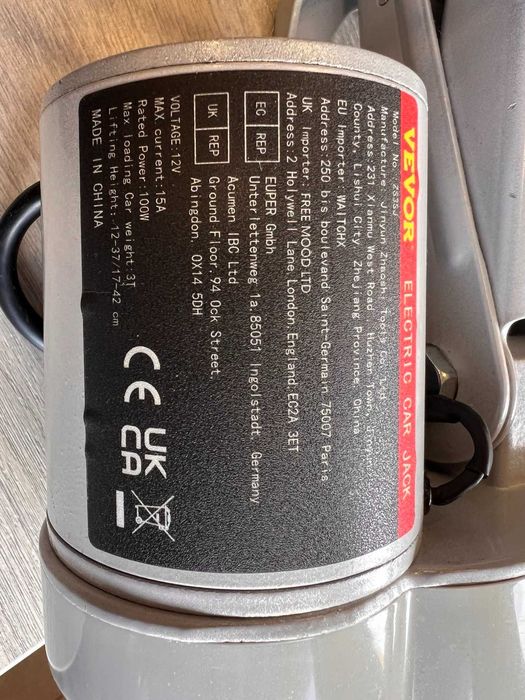 VEVOR ELECTRIC CAR JACK
Model No.: ZS3SJ
Manufacture: Jinyun Zhaoshi Tools Co., Ltd.
Address:231 Xianmu West Road Huzhen Town, Jinyun
County, Lishui City Zhejiang Province China
EU Importer:WAITCHX
Address:250 bis boulevard Saint-Germain 75007 Paris
UK Importer:FREE MOOD LTD
Address:2 Holywell Lane,London,England,EC2A 3ET
EC REP
EUPER Gmbh
Unterlettenweg 1a,85051 Ingolstadt, Germany
UK REP
Acumen IBC Ltd
Ground Floor,94 Ock Street,
Abingdon, OX14 5DH
VOLTAGE:12V
MAX.current:15A
Rated Power:100W
Max.loading Car weight:3T
Lifting Height: 12-37/17-42 cm
MADE IN CHINA
CE
UK
CA